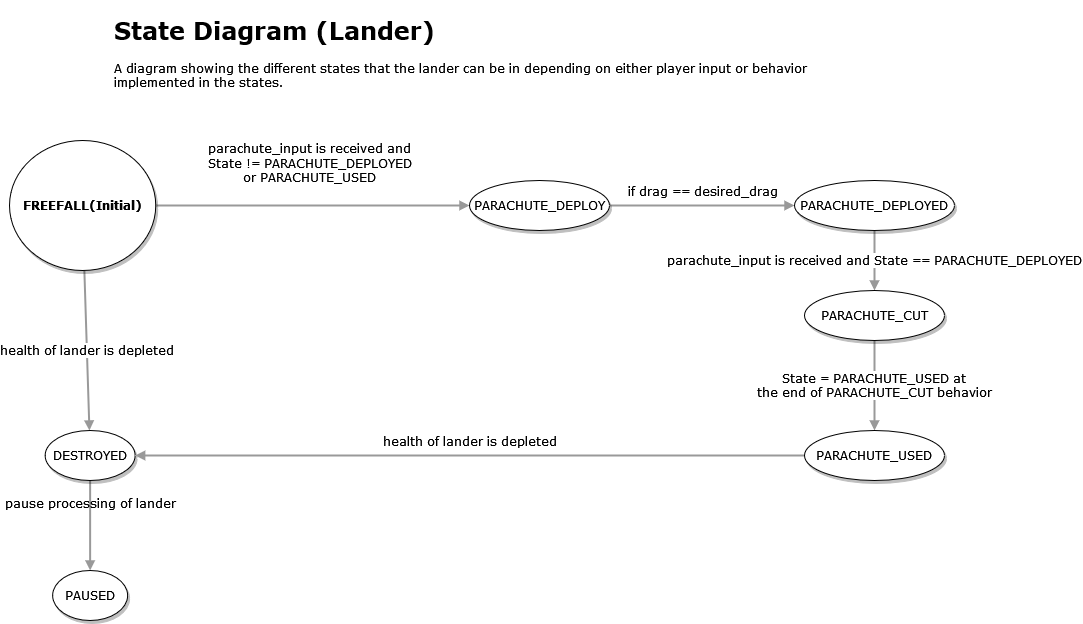 State Diagram (Lander)
A diagram showing the different states that the lander can be in depending on either player input or behavior
implemented in the states.
parachute_input is received and
State != PARACHUTE_DEPLOYED
or PARACHUTE_USED
FREEFALL(Initial)
PARACHUTE_DEPLOY
if drag == desired_drag
PARACHUTE_DEPLOYED
parachute_input is received and State == PARACHUTE_DEPLOYED
PARACHUTE_CUT
health of lander is depleted
State = PARACHUTE_USED at
the end of PARACHUTE_CUT behavior
DESTROYED
health of lander is depleted
PARACHUTE_USED
pause processing of lander
PAUSED